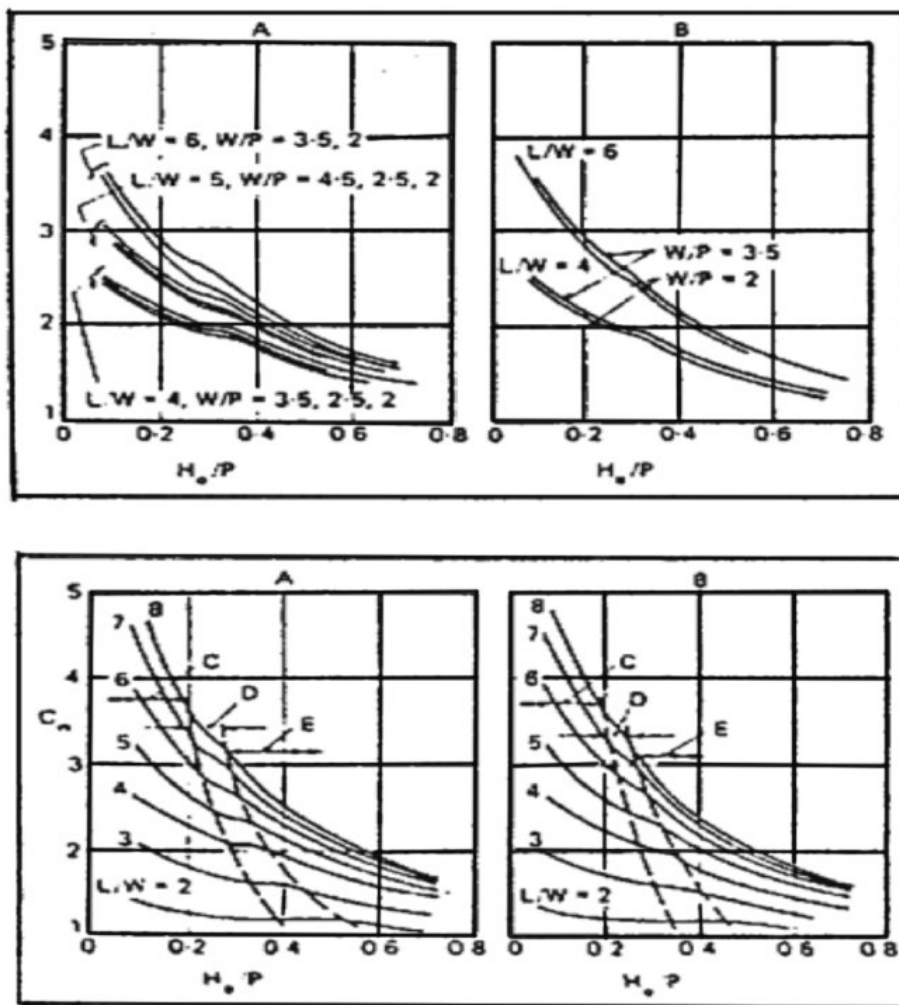 A
B
5
4
3
2
1
L/W = 6, W/P = 3·5, 2
L/W = 5, W/P = 4·5, 2·5, 2
L/W = 4, W/P = 3·5, 2·5, 2
0 0·2 0·4 0·6 0·8
H₀/P
L/W = 6
W/P = 3·5
L/W = 4
W/P = 2
0 0·2 0·4 0·6 0·8
H₀/P
A
B
5
4
3
2
1
8
7
6
5
4
3
L/W = 2
C
D
E
0 0·2 0·4 0·6 0·8
H₀/P
8
7
6
5
4
3
L/W = 2
C
D
E
0 0·2 0·4 0·6 0·8
H₀/P